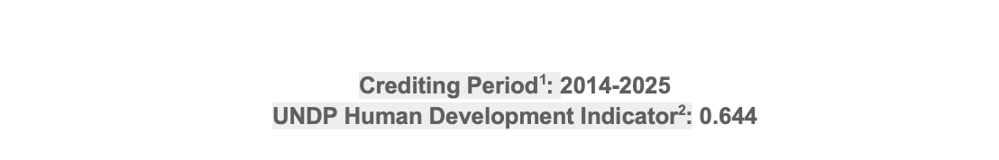 Crediting Period¹: 2014-2025
UNDP Human Development Indicator²: 0.644